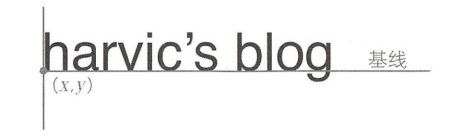 harvic's blog 基线
(x,y)